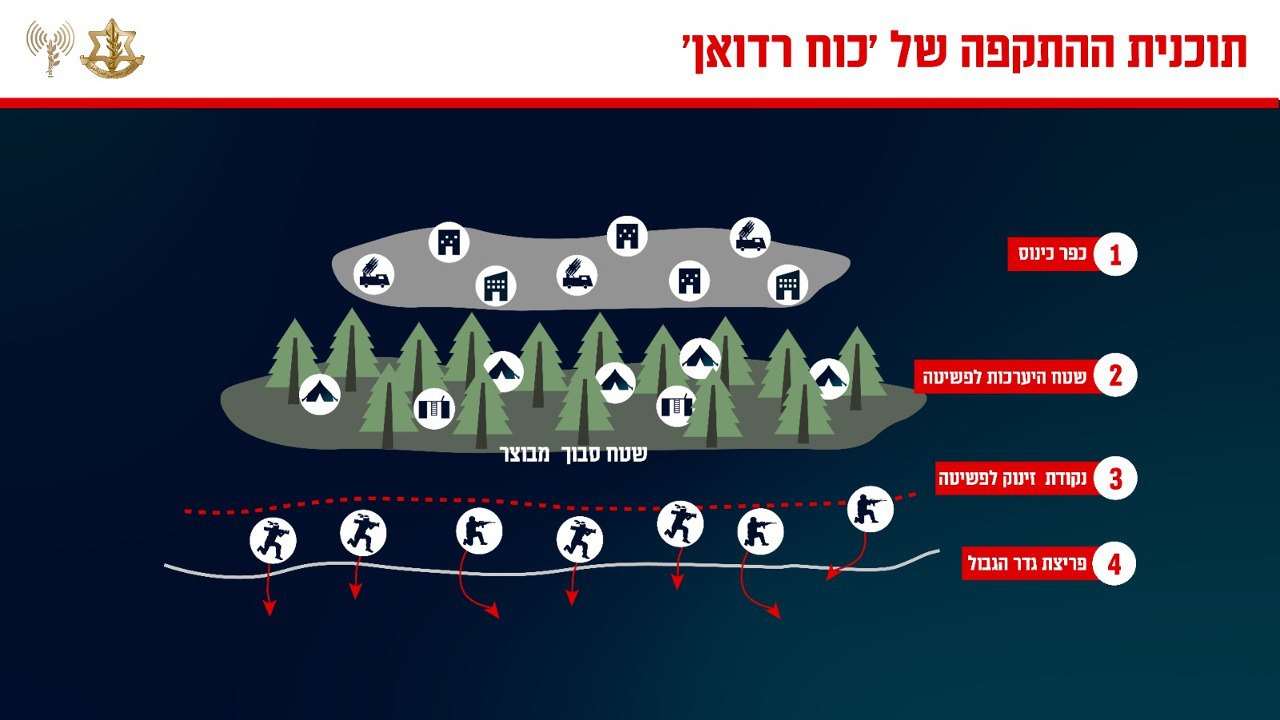 תוכנית ההתקפה של 'כוח רדואן'
1 כפר כינוס
2 שטח היערכות לפשיטה
שטח סבוך מבוצר
3 נקודת זינוק לפשיטה
4 פריצת גדר הגבול